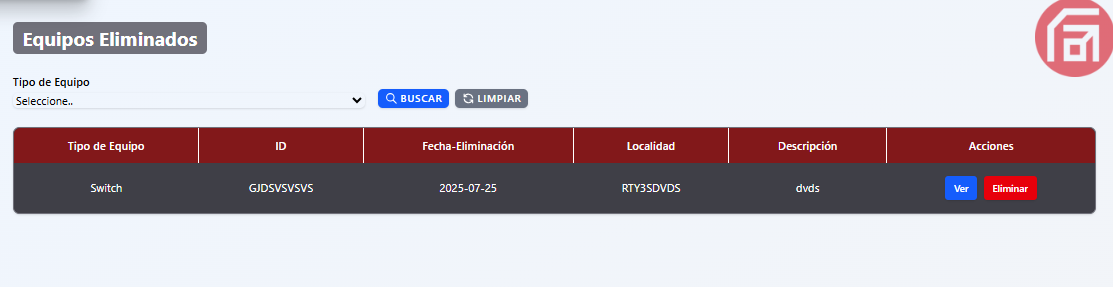 Equipos Eliminados
Tipo de Equipo
Seleccione.. BUSCAR LIMPIAR
Tipo de Equipo ID Fecha-Eliminación Localidad Descripción Acciones
Switch GJDSVSVSVS 2025-07-25 RTY3SDVDS dvds Ver Eliminar